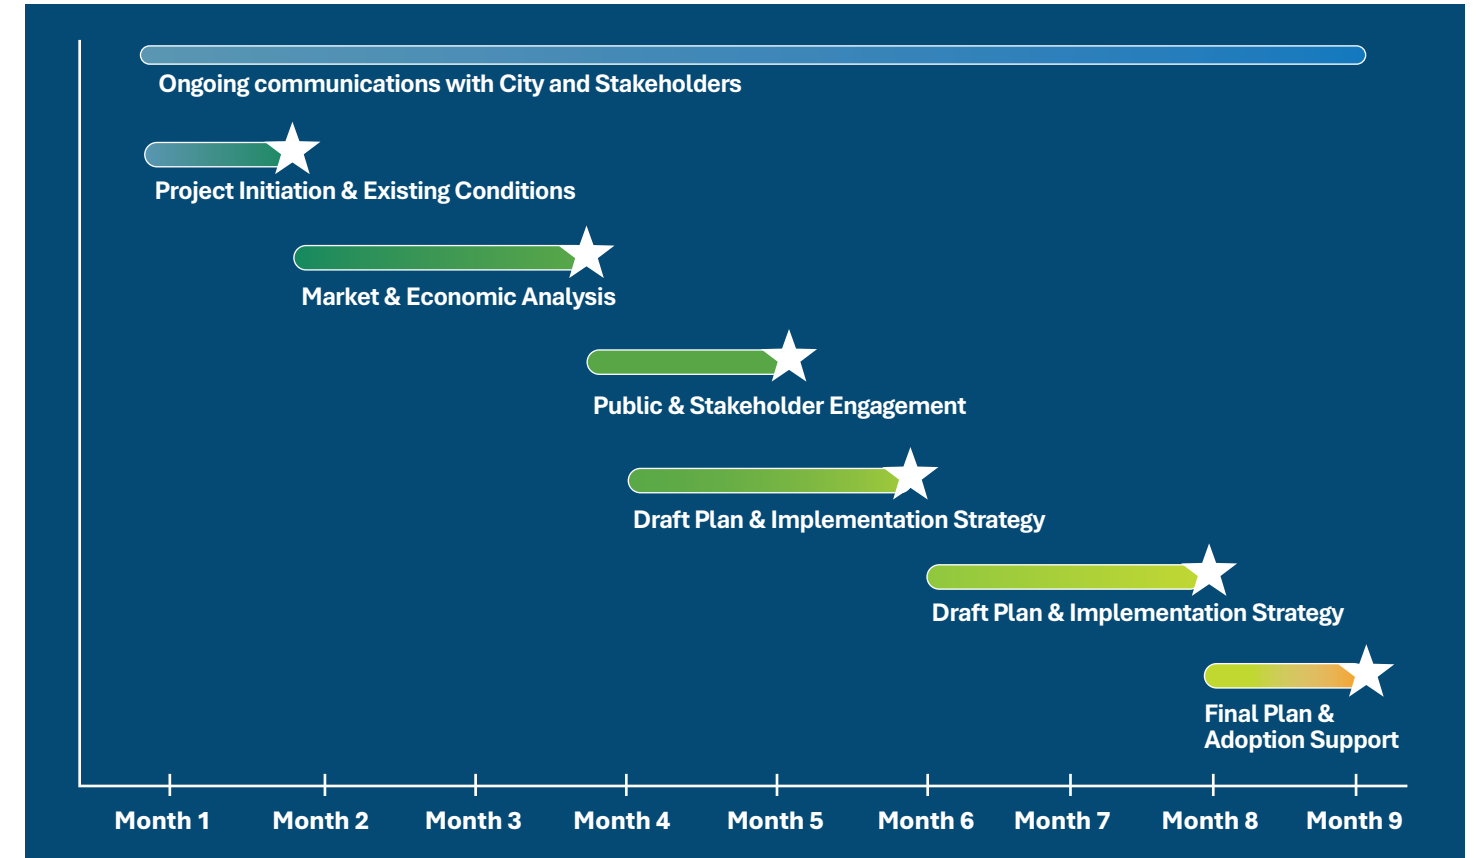 Ongoing communications with City and Stakeholders
Project Initiation & Existing Conditions
Market & Economic Analysis
Public & Stakeholder Engagement
Draft Plan & Implementation Strategy
Draft Plan & Implementation Strategy
Final Plan &
Adoption Support
Month 1 Month 2 Month 3 Month 4 Month 5 Month 6 Month 7 Month 8 Month 9